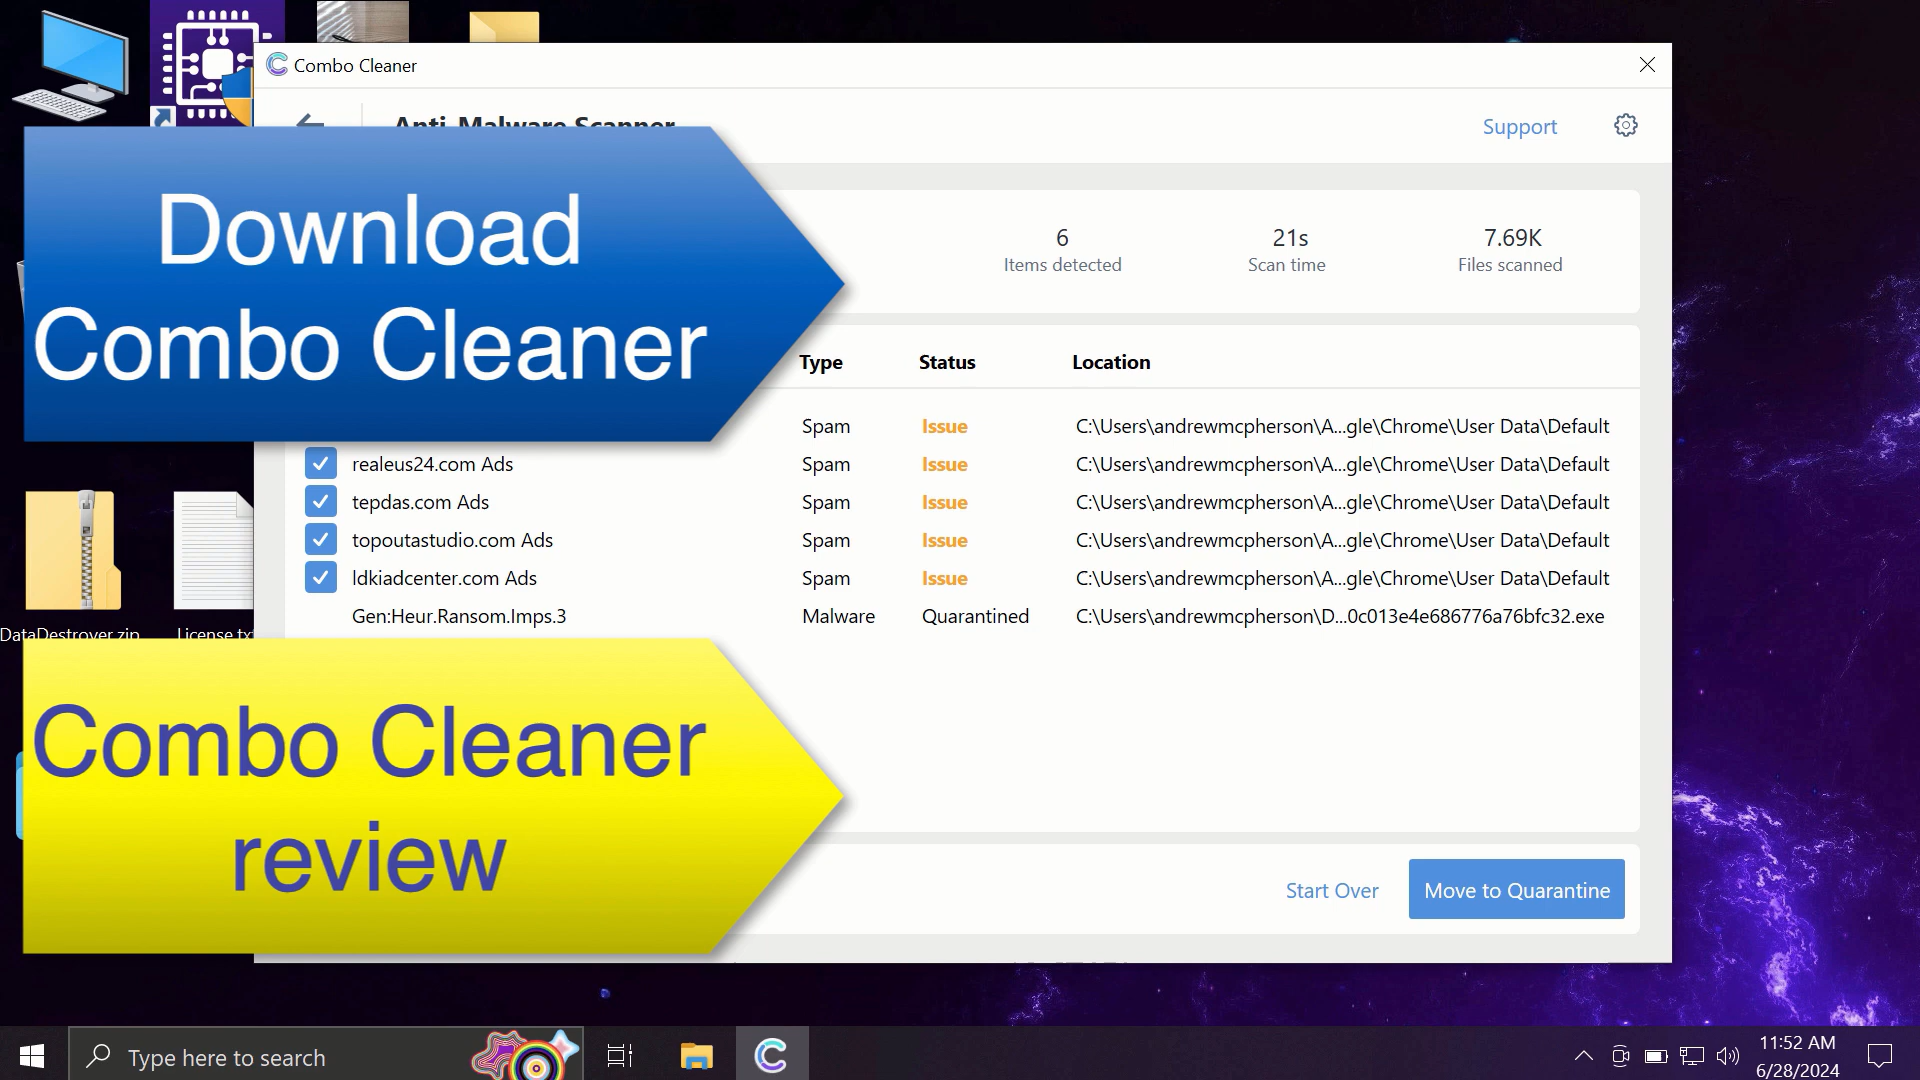 Combo Cleaner
Anti-Malware Scanner
Support
Download
Combo Cleaner
6
Items detected
21s
Scan time
7.69K
Files scanned
Type Status Location
Spam Issue C:\Users\andrewmcpherson\A...gle\Chrome\User Data\Default
realeus24.com Ads Spam Issue C:\Users\andrewmcpherson\A...gle\Chrome\User Data\Default
tepdas.com Ads Spam Issue C:\Users\andrewmcpherson\A...gle\Chrome\User Data\Default
topoutastudio.com Ads Spam Issue C:\Users\andrewmcpherson\A...gle\Chrome\User Data\Default
ldkiadcenter.com Ads Spam Issue C:\Users\andrewmcpherson\A...gle\Chrome\User Data\Default
Gen:Heur.Ransom.Imps.3 Malware Quarantined C:\Users\andrewmcpherson\D...0c013e4e686776a76bfc32.exe
DataDestroyer.zip
License.txt
Combo Cleaner
review
Start Over
Move to Quarantine
Type here to search
11:52 AM
6/28/2024